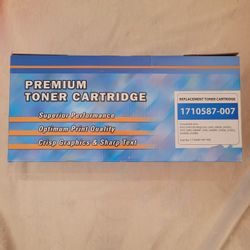 PREMIUM
TONER CARTRIDGE
Superior Performance
Optimum Print Quality
Crisp Graphics & Sharp Text
REPLACEMENT TONER CARTRIDGE
1710587-007